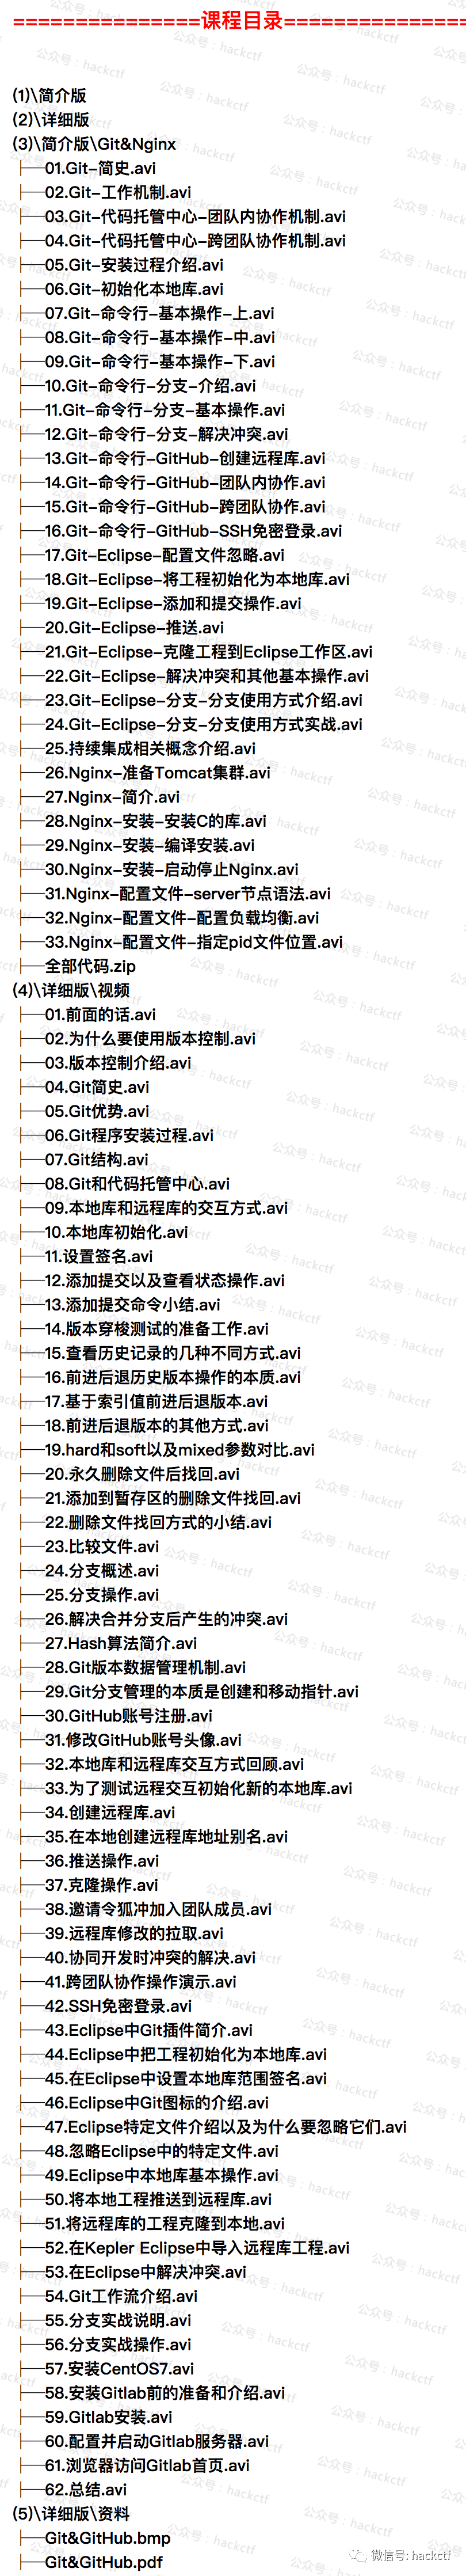 ===============课程目录===============
(1)\简介版
(2)\详细版
(3)\简介版\Git&Nginx
├──01.Git-简史.avi
├──02.Git-工作机制.avi
├──03.Git-代码托管中心-团队内协作机制.avi
├──04.Git-代码托管中心-跨团队协作机制.avi
├──05.Git-安装过程介绍.avi
├──06.Git-初始化本地库.avi
├──07.Git-命令行-基本操作-上.avi
├──08.Git-命令行-基本操作-中.avi
├──09.Git-命令行-基本操作-下.avi
├──10.Git-命令行-分支-介绍.avi
├──11.Git-命令行-分支-基本操作.avi
├──12.Git-命令行-分支-解决冲突.avi
├──13.Git-命令行-GitHub-创建远程库.avi
├──14.Git-命令行-GitHub-团队内协作.avi
├──15.Git-命令行-GitHub-跨团队协作.avi
├──16.Git-命令行-GitHub-SSH免密登录.avi
├──17.Git-Eclipse-配置文件忽略.avi
├──18.Git-Eclipse-将工程初始化为本地库.avi
├──19.Git-Eclipse-添加和提交操作.avi
├──20.Git-Eclipse-推送.avi
├──21.Git-Eclipse-克隆工程到Eclipse工作区.avi
├──22.Git-Eclipse-解决冲突和其他基本操作.avi
├──23.Git-Eclipse-分支-分支使用方式介绍.avi
├──24.Git-Eclipse-分支-分支使用方式实战.avi
├──25.持续集成相关概念介绍.avi
├──26.Nginx-准备Tomcat集群.avi
├──27.Nginx-简介.avi
├──28.Nginx-安装-安装C的库.avi
├──29.Nginx-安装-编译安装.avi
├──30.Nginx-安装-启动停止Nginx.avi
├──31.Nginx-配置文件-server节点语法.avi
├──32.Nginx-配置文件-配置负载均衡.avi
├──33.Nginx-配置文件-指定pid文件位置.avi
├──全部代码.zip
(4)\详细版\视频
├──01.前面的话.avi
├──02.为什么要使用版本控制.avi
├──03.版本控制介绍.avi
├──04.Git简史.avi
├──05.Git优势.avi
├──06.Git程序安装过程.avi
├──07.Git结构.avi
├──08.Git和代码托管中心.avi
├──09.本地库和远程库的交互方式.avi
├──10.本地库初始化.avi
├──11.设置签名.avi
├──12.添加提交以及查看状态操作.avi
├──13.添加提交命令小结.avi
├──14.版本穿梭测试的准备工作.avi
├──15.查看历史记录的几种不同方式.avi
├──16.前进后退历史版本操作的本质.avi
├──17.基于索引值前进后退版本.avi
├──18.前进后退版本的其他方式.avi
├──19.hard和soft以及mixed参数对比.avi
├──20.永久删除文件后找回.avi
├──21.添加到暂存区的删除文件找回.avi
├──22.删除文件找回方式的小结.avi
├──23.比较文件.avi
├──24.分支概述.avi
├──25.分支操作.avi
├──26.解决合并分支后产生的冲突.avi
├──27.Hash算法简介.avi
├──28.Git版本数据管理机制.avi
├──29.Git分支管理的本质是创建和移动指针.avi
├──30.GitHub账号注册.avi
├──31.修改GitHub账号头像.avi
├──32.本地库和远程库交互方式回顾.avi
├──33.为了测试远程交互初始化新的本地库.avi
├──34.创建远程库.avi
├──35.在本地创建远程库地址别名.avi
├──36.推送操作.avi
├──37.克隆操作.avi
├──38.邀请令狐冲加入团队成员.avi
├──39.远程库修改的拉取.avi
├──40.协同开发时冲突的解决.avi
├──41.跨团队协作操作演示.avi
├──42.SSH免密登录.avi
├──43.Eclipse中Git插件简介.avi
├──44.Eclipse中把工程初始化为本地库.avi
├──45.在Eclipse中设置本地库范围签名.avi
├──46.Eclipse中Git图标的介绍.avi
├──47.Eclipse特定文件介绍以及为什么要忽略它们.avi
├──48.忽略Eclipse中的特定文件.avi
├──49.Eclipse中本地库基本操作.avi
├──50.将本地工程推送到远程库.avi
├──51.将远程库的工程克隆到本地.avi
├──52.在Kepler Eclipse中导入远程库工程.avi
├──53.在Eclipse中解决冲突.avi
├──54.Git工作流介绍.avi
├──55.分支实战说明.avi
├──56.分支实战操作.avi
├──57.安装CentOS7.avi
├──58.安装Gitlab前的准备和介绍.avi
├──59.Gitlab安装.avi
├──60.配置并启动Gitlab服务器.avi
├──61.浏览器访问Gitlab首页.avi
├──62.总结.avi
(5)\详细版\资料
├──Git&GitHub.bmp
├──Git&GitHub.pdf
微信号: hackctf
公众号：hackctf